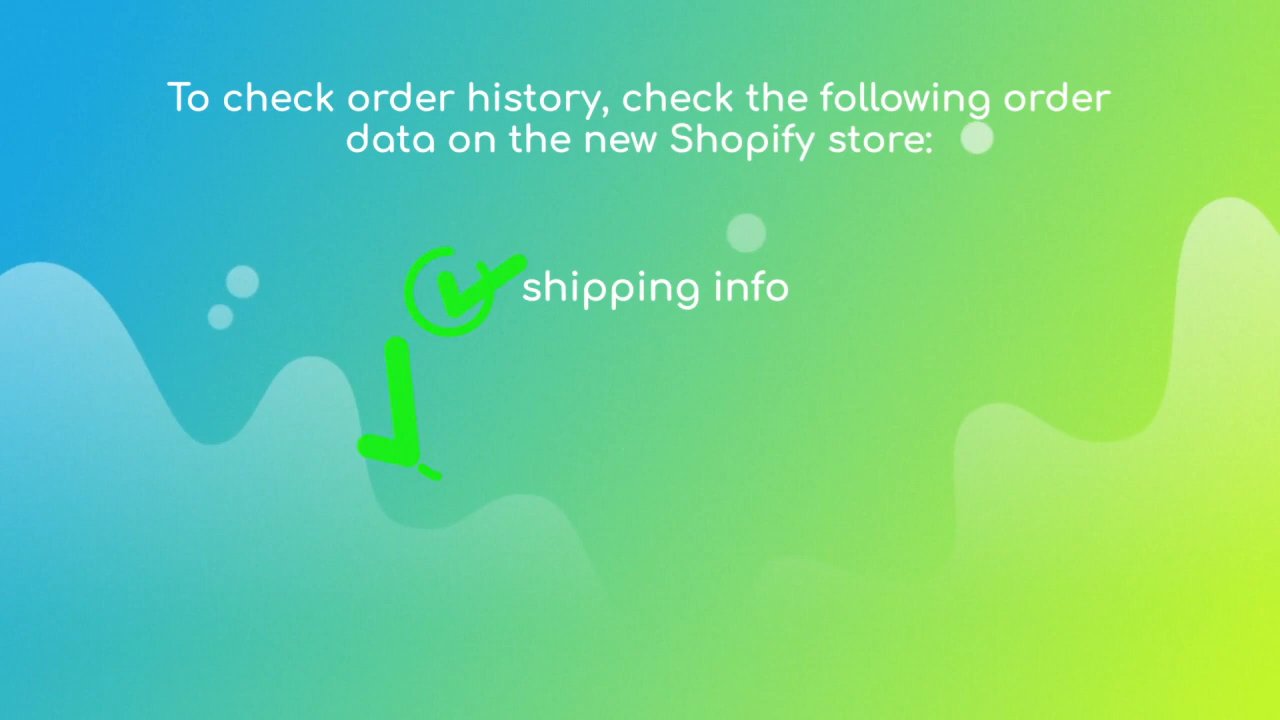 To check order history, check the following order
data on the new Shopify store:
shipping info